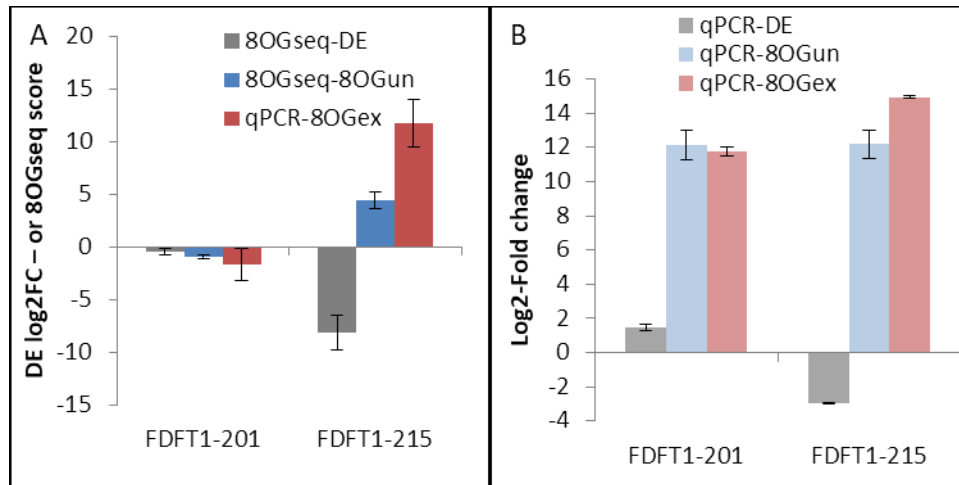 A
DE log2FC – or 8OGseq score
20
15
10
5
0
-5
-10
-15
8OGseq-DE
8OGseq-8OGun
qPCR-8OGex
FDFT1-201
FDFT1-215
B
Log2-Fold change
16
14
12
10
8
6
4
2
0
-2
-4
qPCR-DE
qPCR-8OGun
qPCR-8OGex
FDFT1-201
FDFT1-215